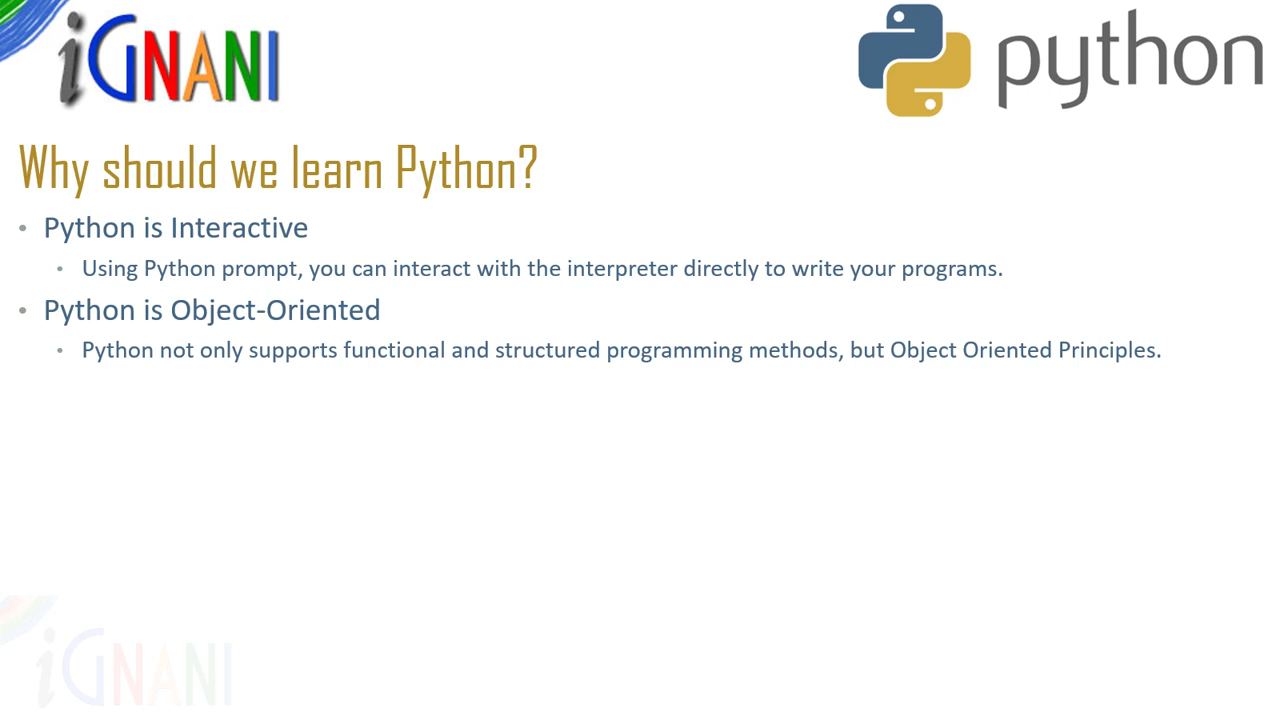 iGNANI
python
Why should we learn Python?
• Python is Interactive
• Using Python prompt, you can interact with the interpreter directly to write your programs.
• Python is Object-Oriented
• Python not only supports functional and structured programming methods, but Object Oriented Principles.
iGNANI